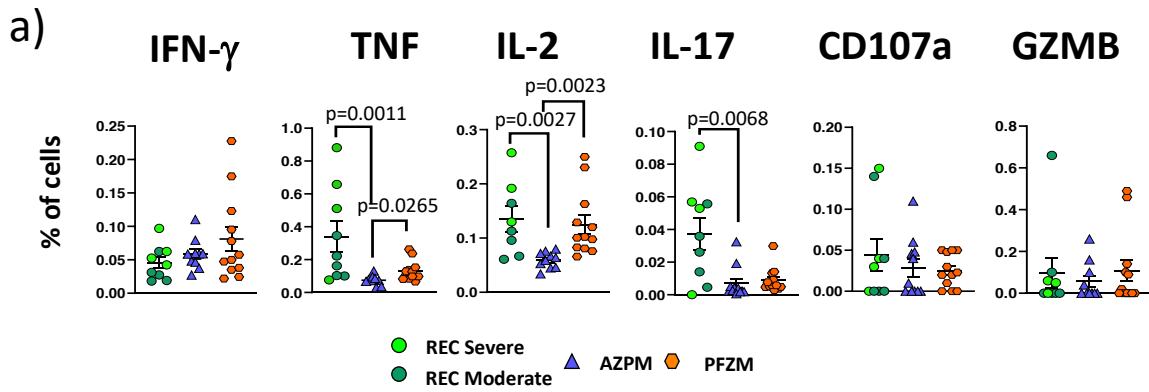 a)
IFN-γ TNF IL-2 IL-17 CD107a GZMB
% of cells
0.25
0.20
0.15
0.10
0.05
0.00
p=0.0011
p=0.0265
1.0
0.8
0.6
0.4
0.2
0.0
p=0.0023
p=0.0027
0.3
0.2
0.1
0.0
p=0.0068
0.10
0.08
0.06
0.04
0.02
0.00
0.20
0.15
0.10
0.05
0.00
0.8
0.6
0.4
0.2
0.0
REC Severe
REC Moderate
AZPM
PFZM